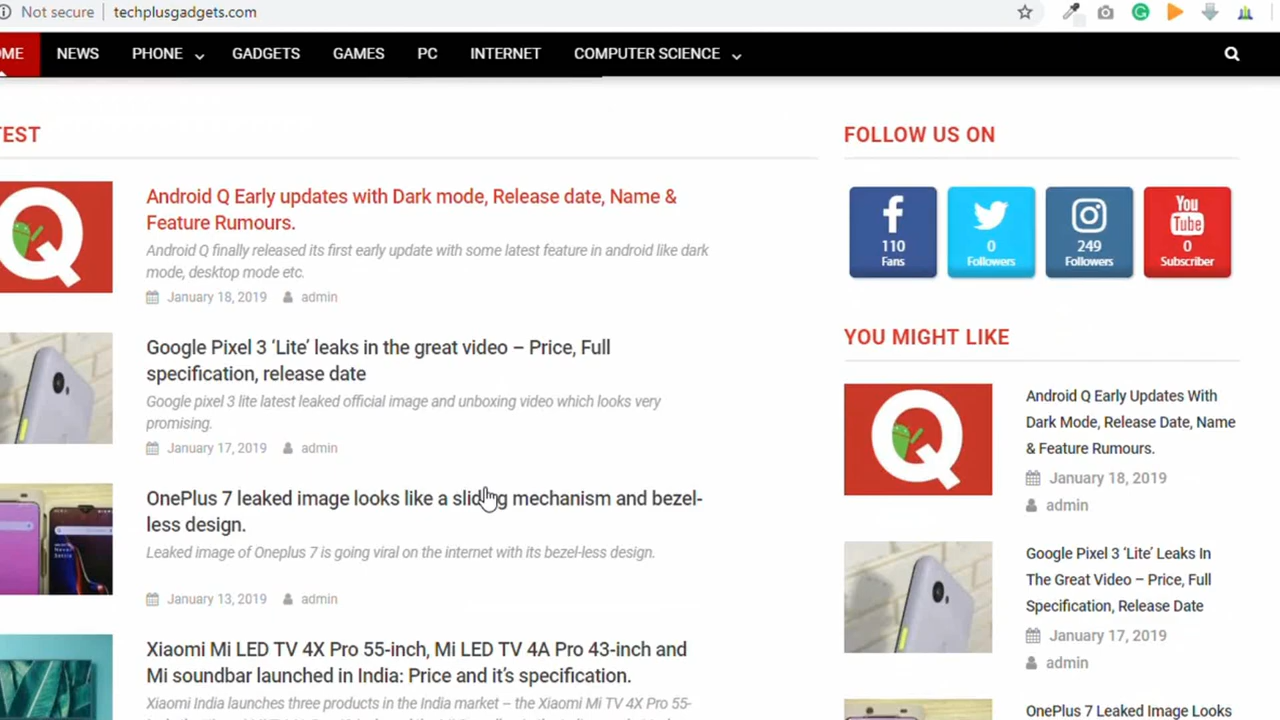 Not secure techplusgadgets.com
OME NEWS PHONE GADGETS GAMES PC INTERNET COMPUTER SCIENCE
TEST
Android Q Early updates with Dark mode, Release date, Name &
Feature Rumours.
Android Q finally released its first early update with some latest feature in android like dark
mode, desktop mode etc.
January 18, 2019 admin
Google Pixel 3 ‘Lite’ leaks in the great video – Price, Full
specification, release date
Google pixel 3 lite latest leaked official image and unboxing video which looks very
promising.
January 17, 2019 admin
OnePlus 7 leaked image looks like a sliding mechanism and bezel-
less design.
Leaked image of Oneplus 7 is going viral on the internet with its bezel-less design.
January 13, 2019 admin
Xiaomi Mi LED TV 4X Pro 55-inch, Mi LED TV 4A Pro 43-inch and
Mi soundbar launched in India: Price and it’s specification.
Xiaomi India launches three products in the India market – the Xiaomi Mi TV 4X Pro 55-
FOLLOW US ON
110
Fans
0
Followers
249
Followers
You
Tube
0
Subscriber
YOU MIGHT LIKE
Android Q Early Updates With
Dark Mode, Release Date, Name
& Feature Rumours.
January 18, 2019
admin
Google Pixel 3 ‘Lite’ Leaks In
The Great Video – Price, Full
Specification, Release Date
January 17, 2019
admin
OnePlus 7 Leaked Image Looks